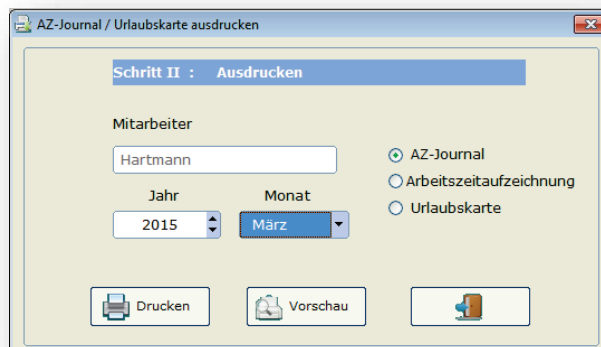 AZ-Journal / Urlaubskarte ausdrucken
Schritt II : Ausdrucken
Mitarbeiter
Hartmann
AZ-Journal
Arbeitszeitaufzeichnung
Urlaubskarte
Jahr Monat
2015 März
Drucken Vorschau